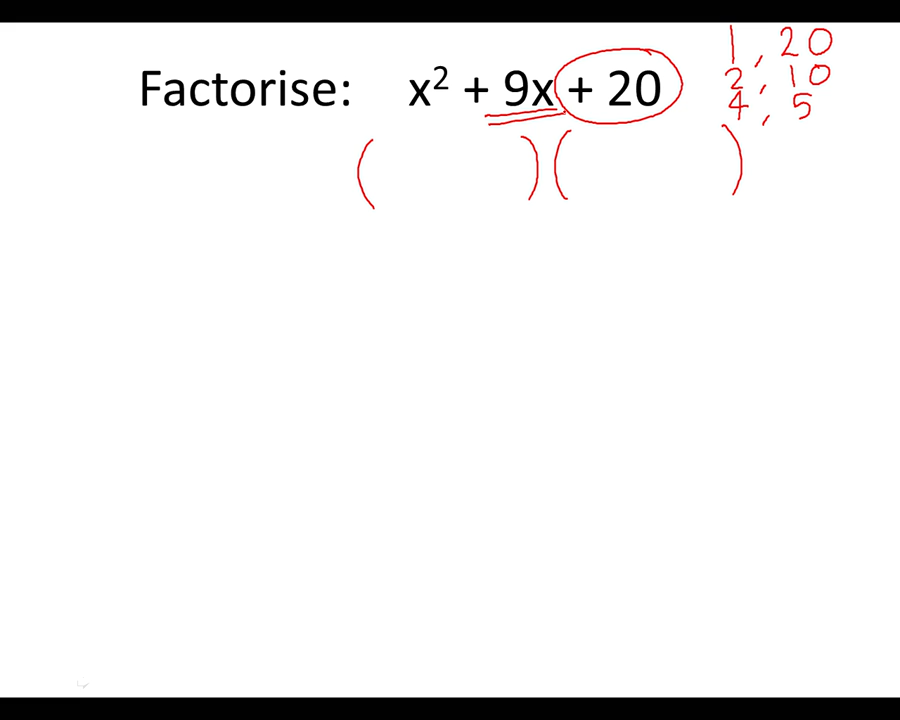 Factorise: x² + 9x + 20
1, 20
2, 10
4, 5
( )( )